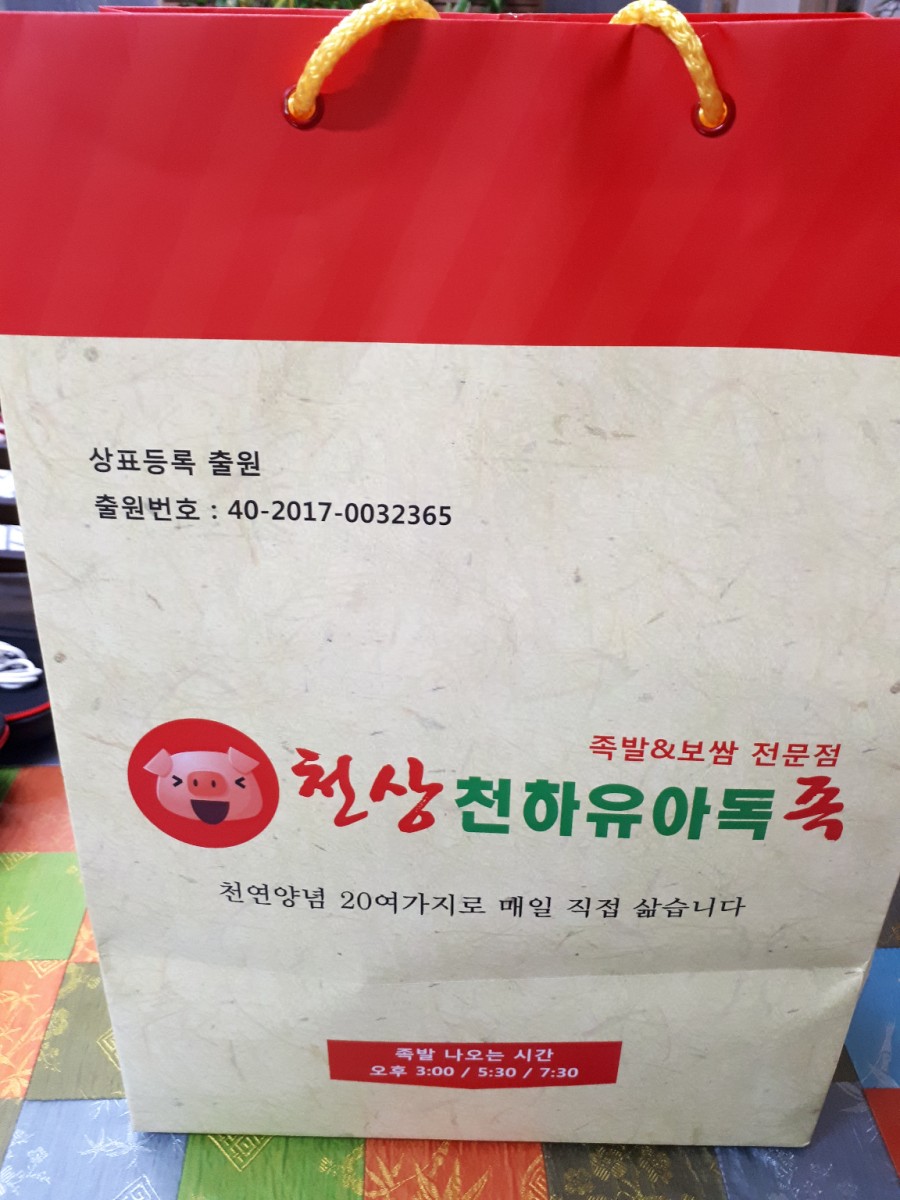 상표등록 출원
출원번호 : 40-2017-0032365
족발&보쌈 전문점
천상 천하유아독족
천연양념 20여가지로 매일 직접 삶습니다
족발 나오는 시간
오후 3:00 / 5:30 / 7:30